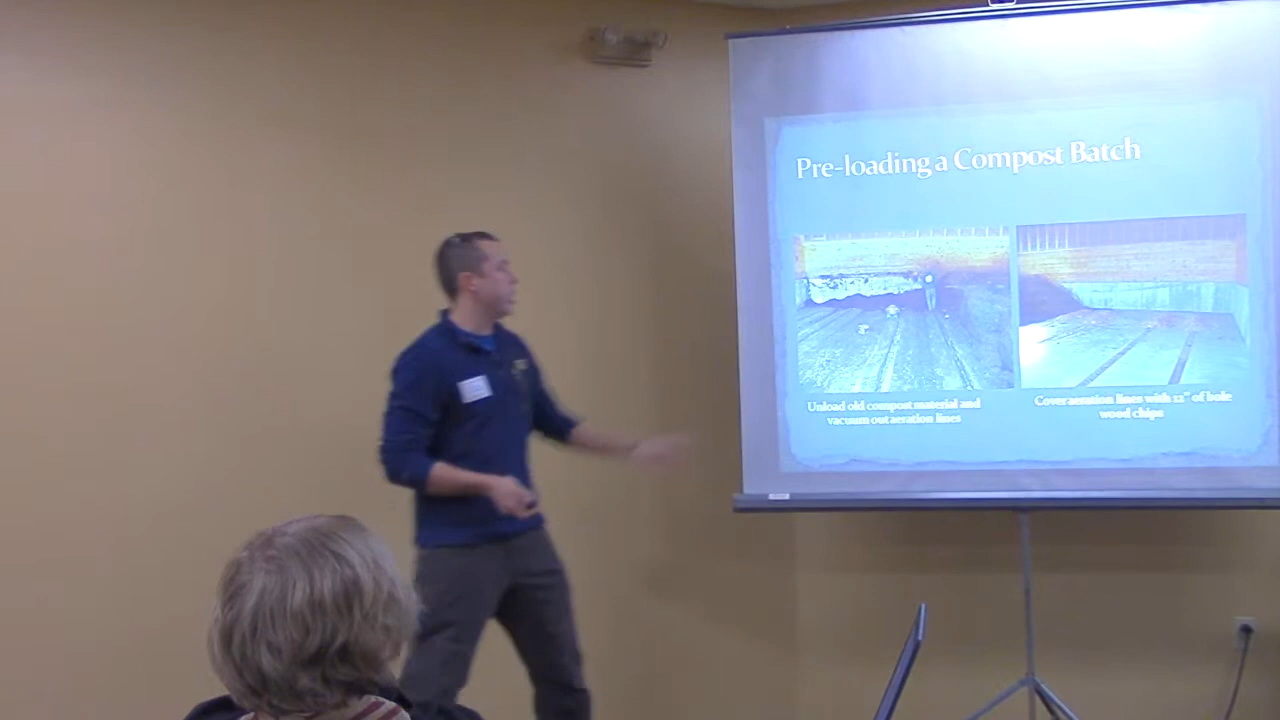 Pre-loading a Compost Batch
Unload old compost material and
vacuum out aeration lines
Cover aeration lines with 12" of bole
wood chips